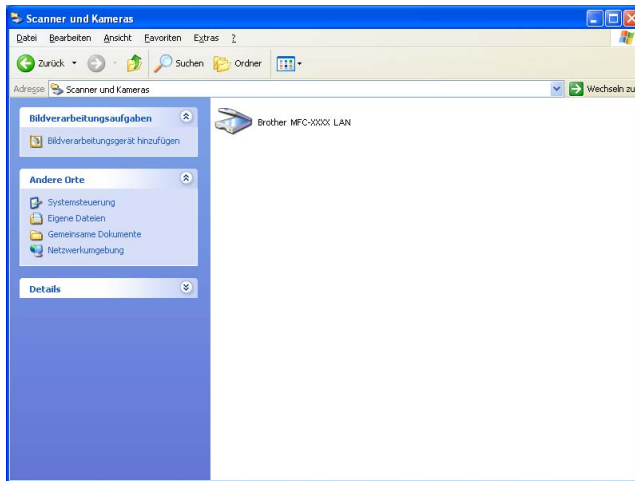 Scanner und Kameras
Datei Bearbeiten Ansicht Favoriten Extras ?
Zurück Suchen Ordner
Adresse Scanner und Kameras Wechseln zu
Bildverarbeitungsaufgaben
Bildverarbeitungsgerät hinzufügen
Andere Orte
Systemsteuerung
Eigene Dateien
Gemeinsame Dokumente
Netzwerkumgebung
Details
Brother MFC-XXXX LAN